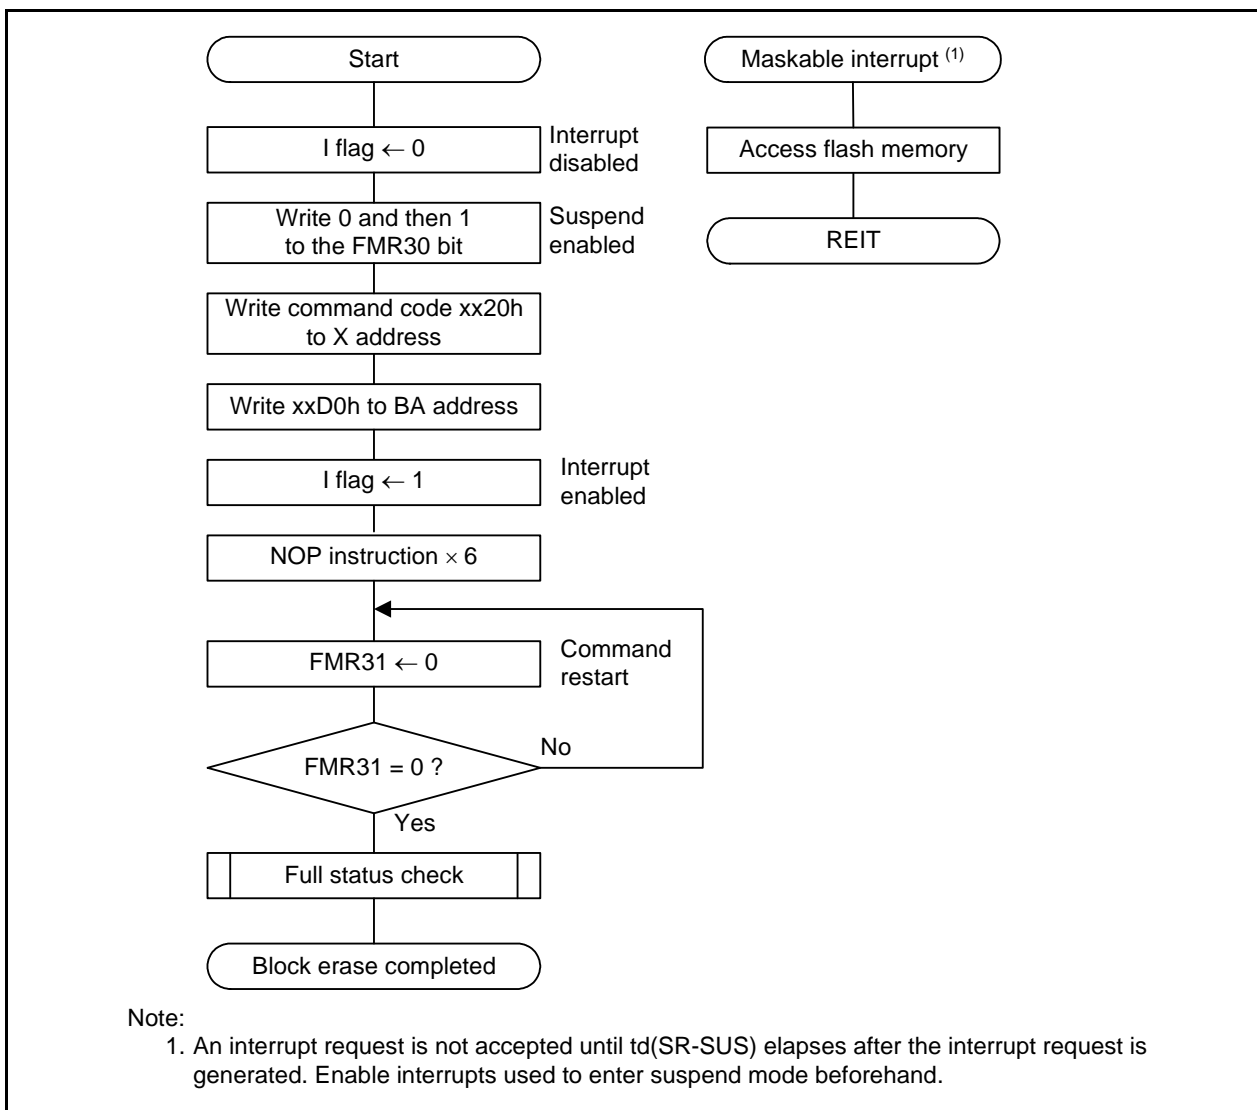 Start
I flag ← 0
Interrupt
disabled
Write 0 and then 1
to the FMR30 bit
Suspend
enabled
Write command code xx20h
to X address
Write xxD0h to BA address
I flag ← 1
Interrupt
enabled
NOP instruction × 6
FMR31 ← 0
Command
restart
FMR31 = 0 ?
No
Yes
Full status check
Block erase completed
Maskable interrupt (1)
Access flash memory
REIT
Note:
1. An interrupt request is not accepted until td(SR-SUS) elapses after the interrupt request is
generated. Enable interrupts used to enter suspend mode beforehand.